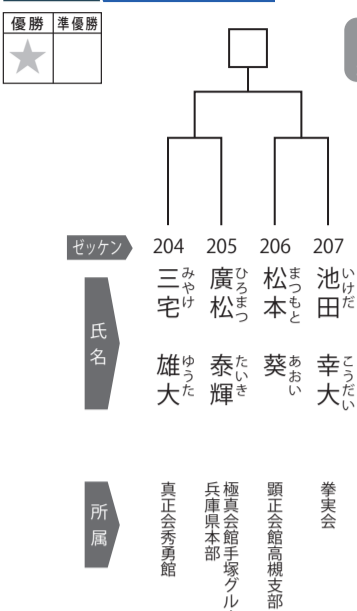 優勝 準優勝
ゼッケン 204 205 206 207
氏名
三宅 雄大
みやけ ゆうた
廣松 泰輝
ひろまつ たいき
松本 葵
まつもと あおい
池田 幸大
いけだ こうだい
所属
真正会秀勇館
極真会館手塚グル
兵庫県本部
顕正会館高槻支部
拳実会